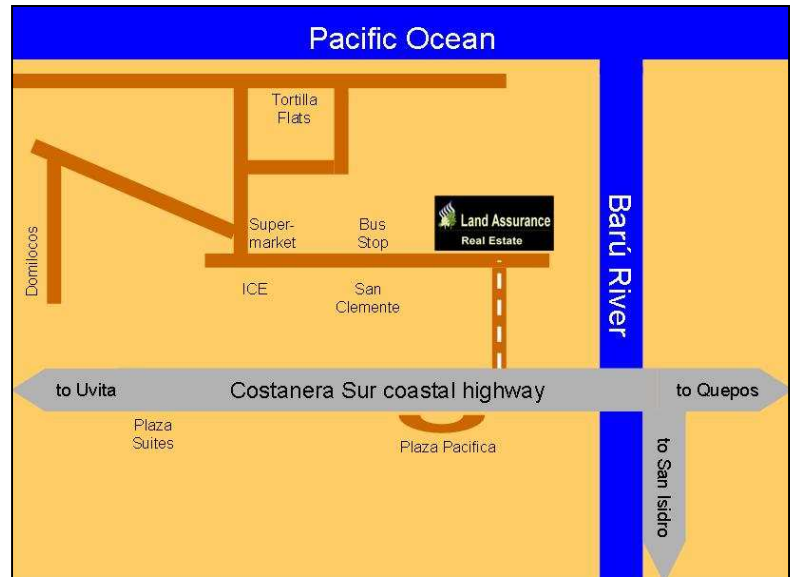 Pacific Ocean
Tortilla
Flats
Domilocos
Super-
market
Bus
Stop
Land Assurance
Real Estate
Barú River
ICE
San
Clemente
to Uvita
Costanera Sur coastal highway
to Quepos
Plaza
Suites
Plaza Pacifica
to San Isidro